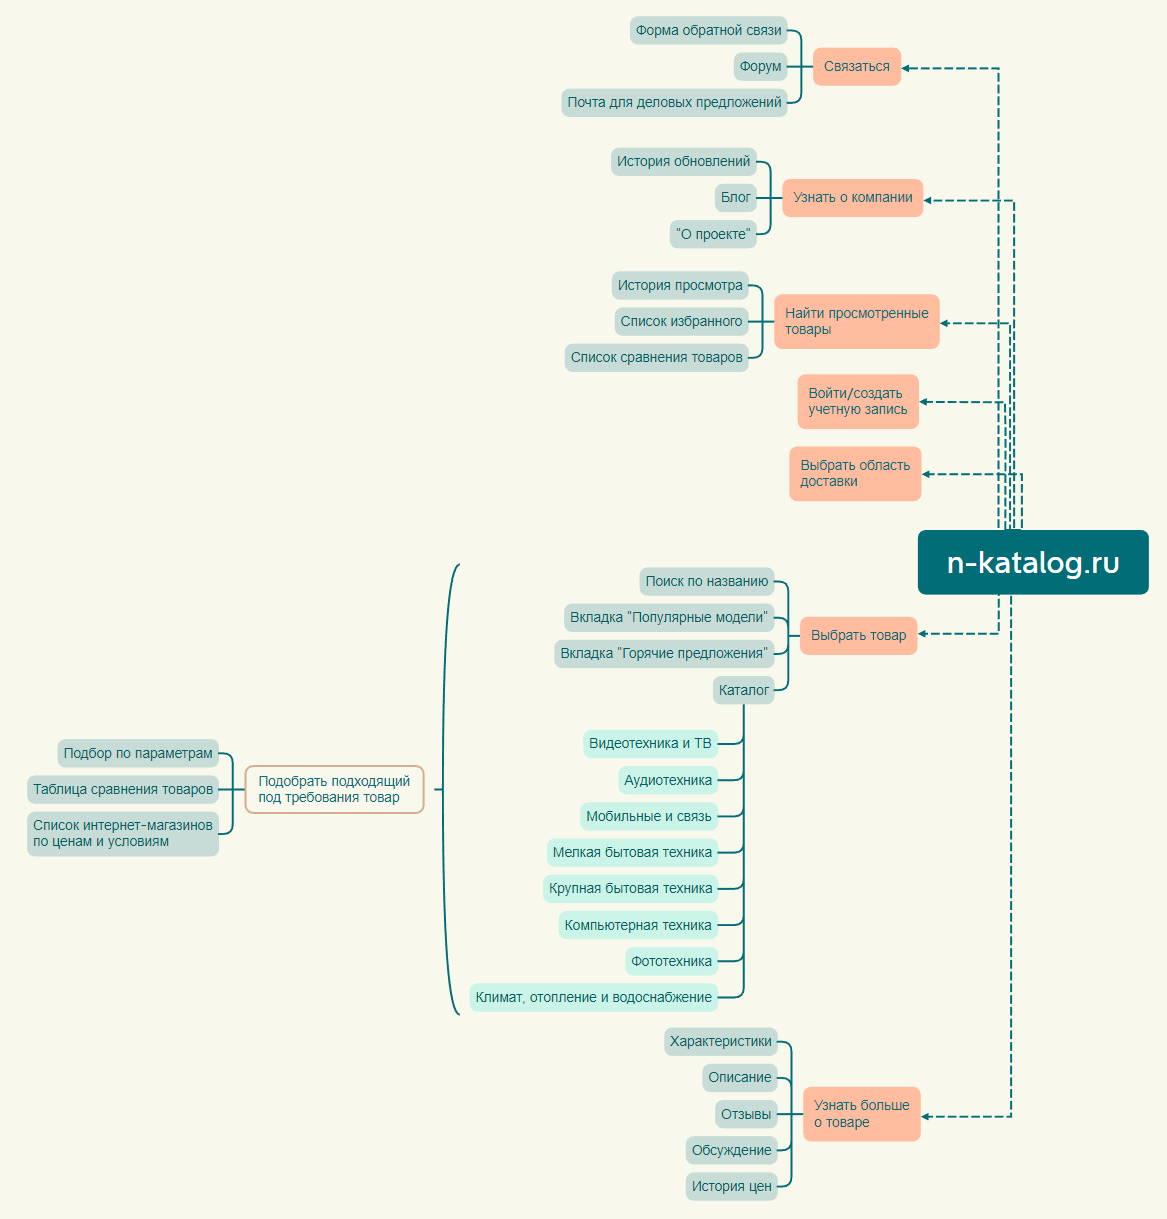 Форма обратной связи
Форум
Почта для деловых предложений
Связаться
История обновлений
Блог
"О проекте"
Узнать о компании
История просмотра
Список избранного
Список сравнения товаров
Найти просмотренные
товары
Войти/создать
учетную запись
Выбрать область
доставки
n-katalog.ru
Поиск по названию
Вкладка "Популярные модели"
Вкладка "Горячие предложения"
Каталог
Выбрать товар
Видеотехника и ТВ
Аудиотехника
Мобильные и связь
Мелкая бытовая техника
Крупная бытовая техника
Компьютерная техника
Фототехника
Климат, отопление и водоснабжение
Подбор по параметрам
Таблица сравнения товаров
Список интернет-магазинов
по ценам и условиям
Подобрать подходящий
под требования товар
Характеристики
Описание
Отзывы
Обсуждение
История цен
Узнать больше
о товаре